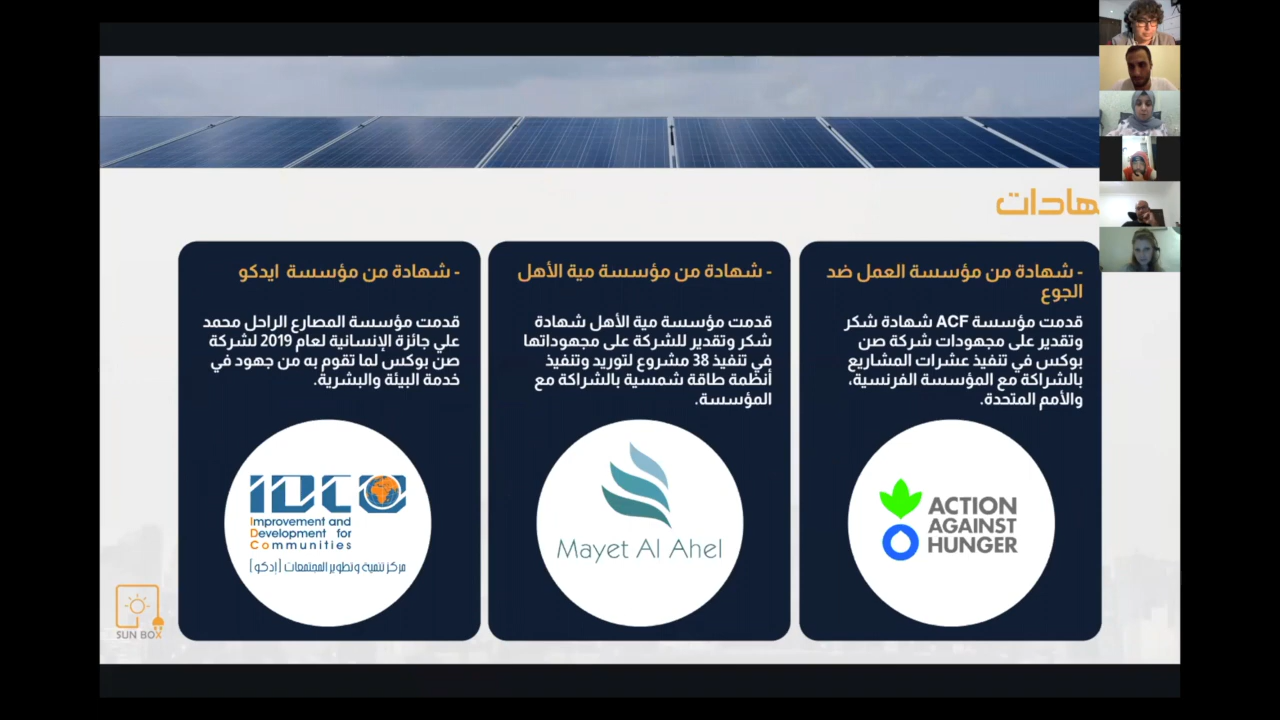 هادات
- شهادة من مؤسسة العمل ضد
الجوع
قدمت مؤسسة ACF شهادة شكر
وتقدير على مجهودات شركة صن
بوكس في تنفيذ عشرات المشاريع
بالشراكة مع المؤسسة الفرنسية،
والأمم المتحدة.
ACTION
AGAINST
HUNGER
- شهادة من مؤسسة مية الأهل
قدمت مؤسسة مية الأهل شهادة
شكر وتقدير للشركة على مجهوداتها
في تنفيذ 38 مشروع لتوريد وتنفيذ
أنظمة طاقة شمسية بالشراكة مع
المؤسسة.
Mayet Al Ahel
- شهادة من مؤسسة ايدكو
قدمت مؤسسة المصارع الراحل محمد
علي جائزة الإنسانية لعام 2019 لشركة
صن بوكس لما تقوم به من جهود في
خدمة البيئة والبشرية.
IDCO
Improvement and
Development for
Communities
مركز تنمية وتطوير المجتمعات [إدكو]
SUN BOX